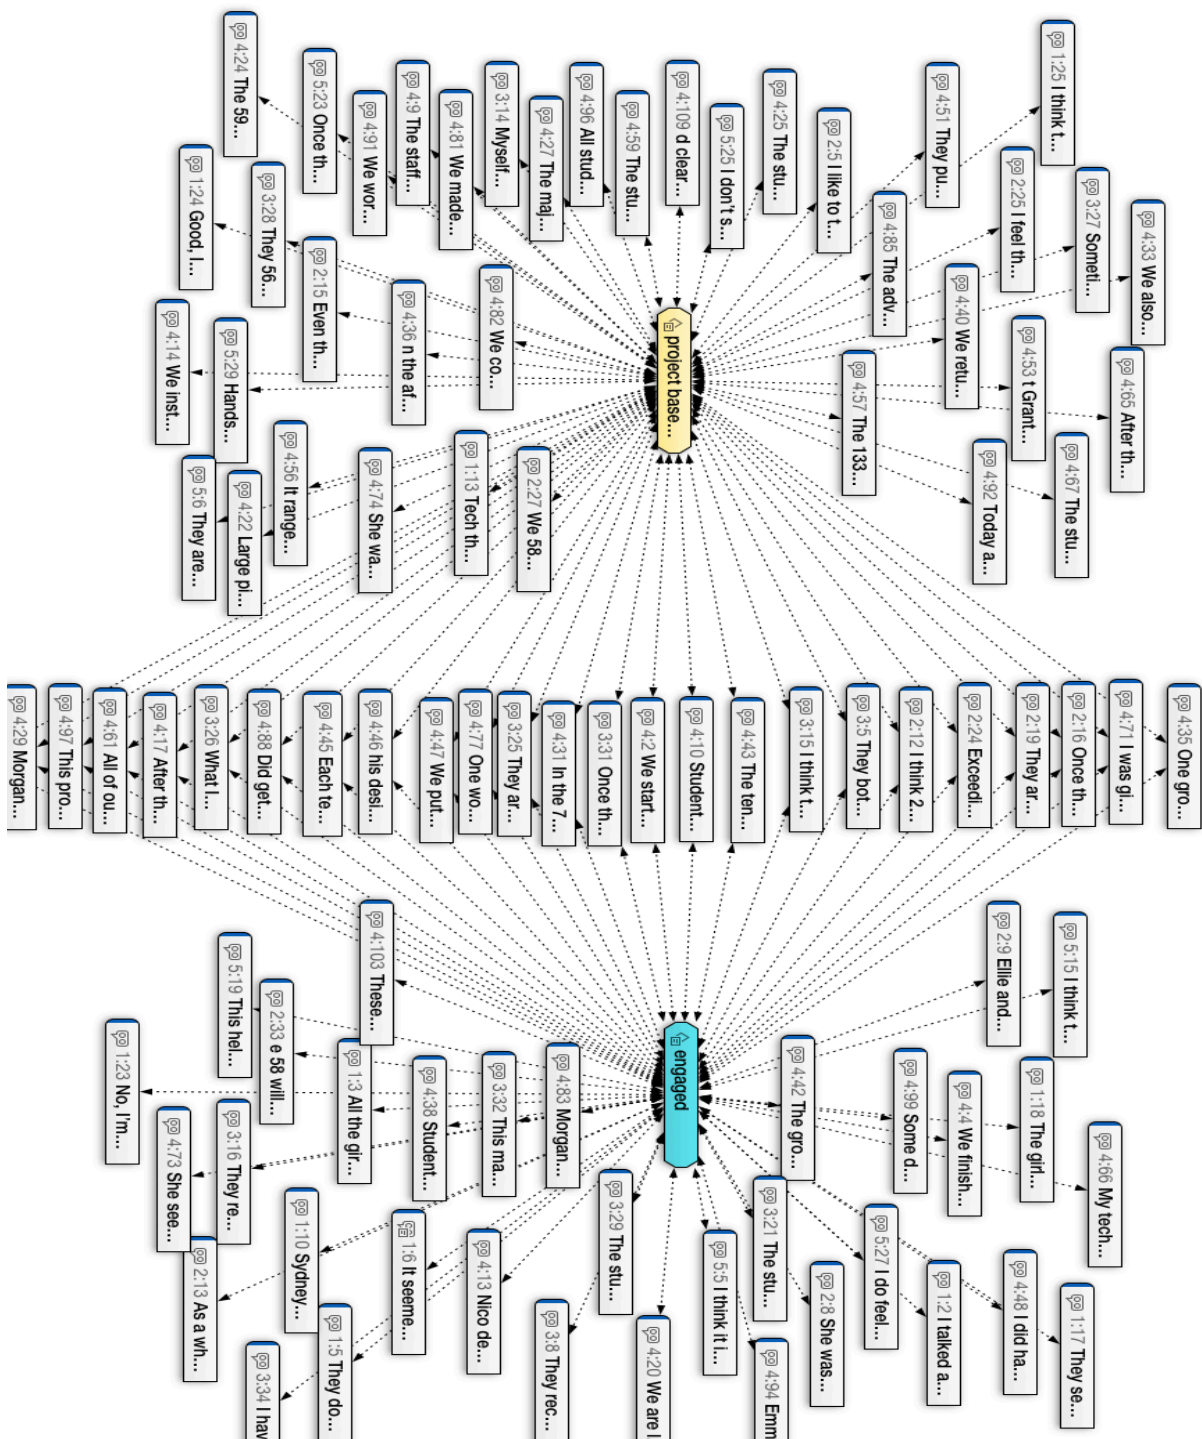 4:24 The 59...
5:23 Once th...
4:91 We wor...
4:9 The staff...
4:81 We made...
3:14 Myself...
4:27 The maj...
4:96 All stud...
4:59 The stu...
4:109 d clear...
5:25 I don't s...
4:25 The stu...
2:5 I like to t...
4:51 They pu...
1:25 I think t...
1:24 Good, I...
3:28 They 56...
2:15 Even th...
4:36 n the af...
4:82 We co...
4:85 The adv...
2:25 I feel th...
3:27 Someti...
4:33 We also...
4:14 We inst...
5:29 Hands...
project base...
4:57 The 133...
4:40 We retu...
4:53 t Grant...
4:65 After th...
5:6 They are...
4:22 Large pi...
4:56 It range...
4:74 She wa...
1:13 Tech th...
2:27 We 58...
4:92 Today a...
4:67 The stu...
4:29 Morgan...
4:97 This pro...
4:61 All of ou...
4:17 After th...
3:26 What I...
4:88 Did get...
4:45 Each te...
4:46 his desi...
4:47 We put...
4:77 One wo...
3:25 They ar...
4:31 In the 7...
3:31 Once th...
4:2 We start...
4:10 Student...
4:43 The ten...
3:15 I think t...
3:5 They bot...
2:12 I think 2...
2:24 Exceedi...
2:19 They ar...
2:16 Once th...
4:71 I was gi...
4:35 One gro...
4:103 These...
5:19 This hel...
2:33 e 58 will...
2:9 Ellie and...
5:15 I think t...
1:23 No, I'm...
1:3 All the gir...
4:38 Student...
3:32 This ma...
4:83 Morgan...
engaged
4:42 The gro...
4:99 Some d...
4:4 We finish...
1:18 The girl...
4:66 My tech...
4:73 She see...
3:16 They re...
2:13 As a wh...
1:10 Sydney...
1:6 It seeme...
4:13 Nico de...
3:29 The stu...
5:5 I think it i...
3:21 The stu...
5:27 I do feel...
2:8 She was...
1:2 I talked a...
4:48 I did ha...
1:17 They se...
3:34 I hav
1:5 They do...
3:8 They rec...
4:20 We are l
4:94 Emm